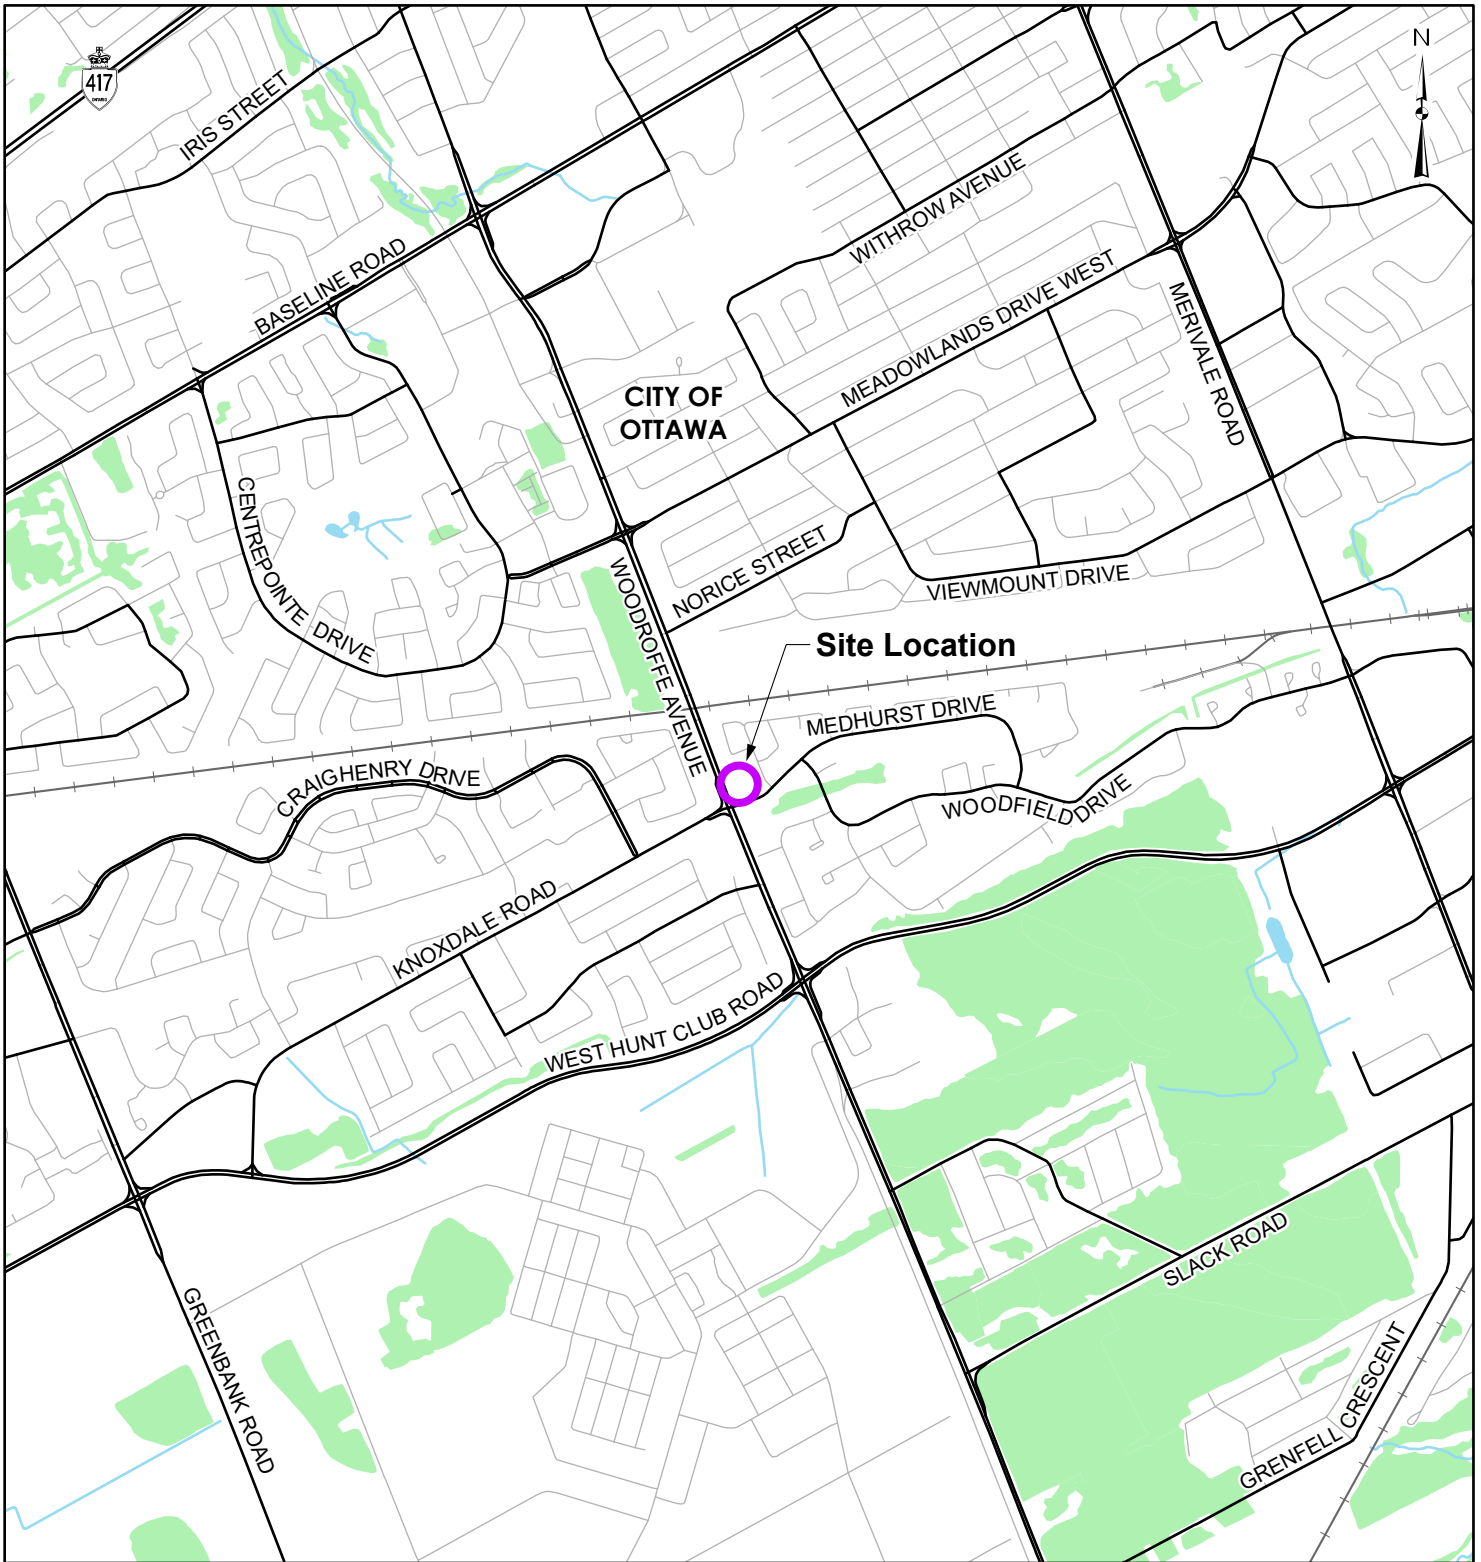 N
417
ONTARIO
IRIS STREET
WITHROW AVENUE
BASELINE ROAD
MEADOWLANDS DRIVE WEST
MERIVALE ROAD
CITY OF
OTTAWA
CENTREPOINTE DRIVE
NORICE STREET
VIEWMOUNT DRIVE
WOODROFFE AVENUE
Site Location
MEDHURST DRIVE
CRAIGHENRY DRIVE
WOODFIELD DRIVE
KNOXDALE ROAD
WEST HUNT CLUB ROAD
SLACK ROAD
GREENBANK ROAD
GRENFELL CRESCENT